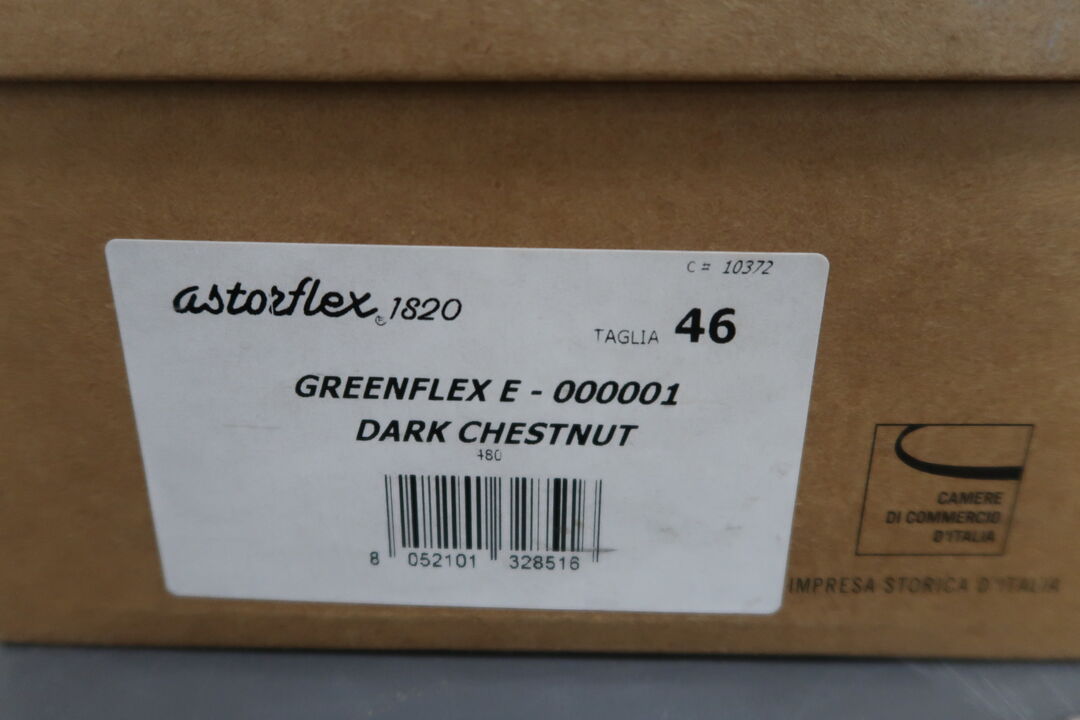 C = 10372
astorflex® 1820
TAGLIA 46
GREENFLEX E - 000001
DARK CHESTNUT
480
8 052101 328516
CAMERE
DI COMMERCIO
D'ITALIA
IMPRESA STORICA D'ITALIA